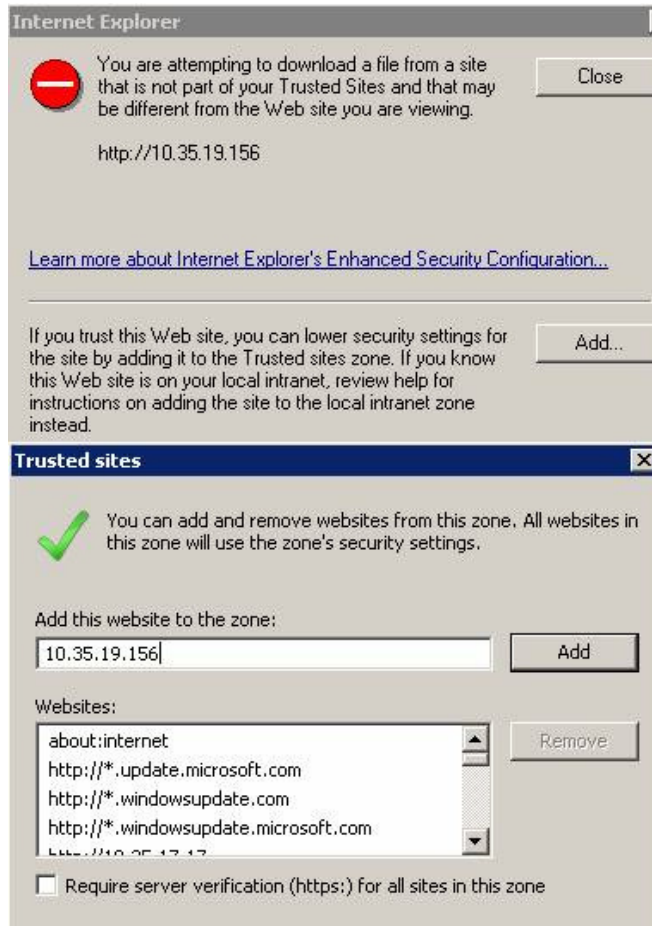 Internet Explorer
You are attempting to download a file from a site
that is not part of your Trusted Sites and that may
be different from the Web site you are viewing.
Close
http://10.35.19.156
Learn more about Internet Explorer's Enhanced Security Configuration...
If you trust this Web site, you can lower security settings for
the site by adding it to the Trusted sites zone. If you know
this Web site is on your local intranet, review help for
instructions on adding the site to the local intranet zone
instead.
Add...
Trusted sites
You can add and remove websites from this zone. All websites in
this zone will use the zone's security settings.
Add this website to the zone:
10.35.19.156
Add
Websites:
about:internet
http://*.update.microsoft.com
http://*.windowsupdate.com
http://*.windowsupdate.microsoft.com
http://10.35.17.17
Remove
Require server verification (https:) for all sites in this zone